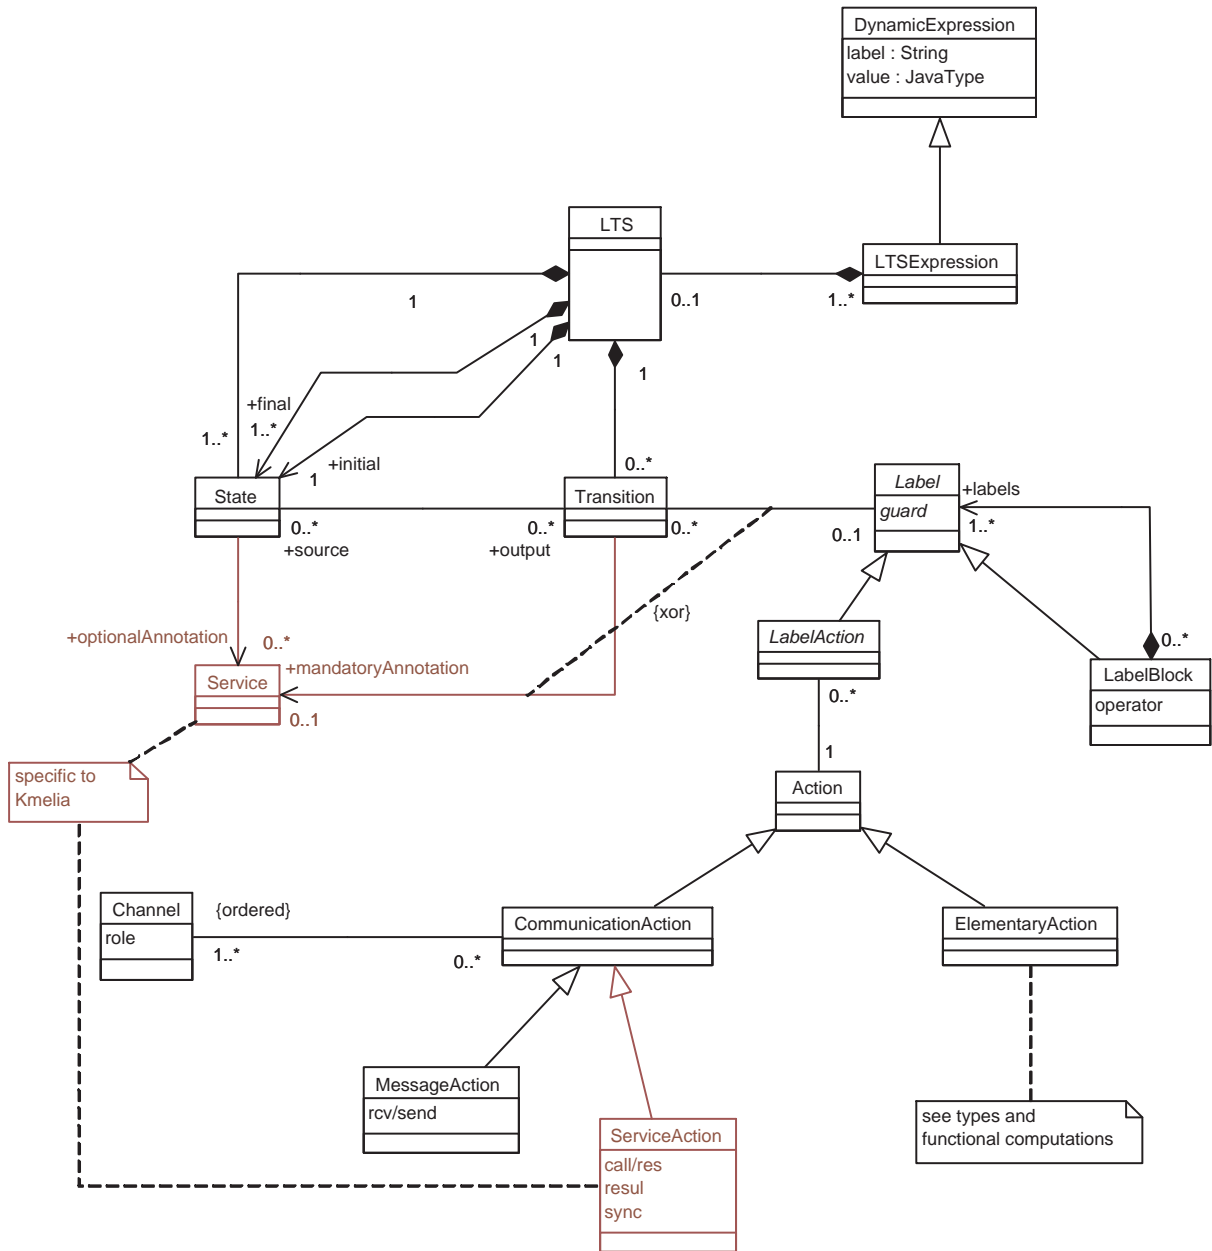 DynamicExpression
label : String
value : JavaType
LTS
LTSExpression
1
0..1
1..*
1
1
1
+final
1..*
1..*
+initial
1
0..*
State
Transition
Label
guard
+labels
1..*
0..*
0..*
0..*
0..1
+source
+output
{xor}
LabelAction
+optionalAnnotation
0..*
0..*
+mandatoryAnnotation
Service
0..1
0..*
LabelBlock
operator
1
specific to
Kmelia
Action
Channel
role
{ordered}
1..*
0..*
CommunicationAction
ElementaryAction
MessageAction
rcv/send
see types and
functional computations
ServiceAction
call/res
resul
sync